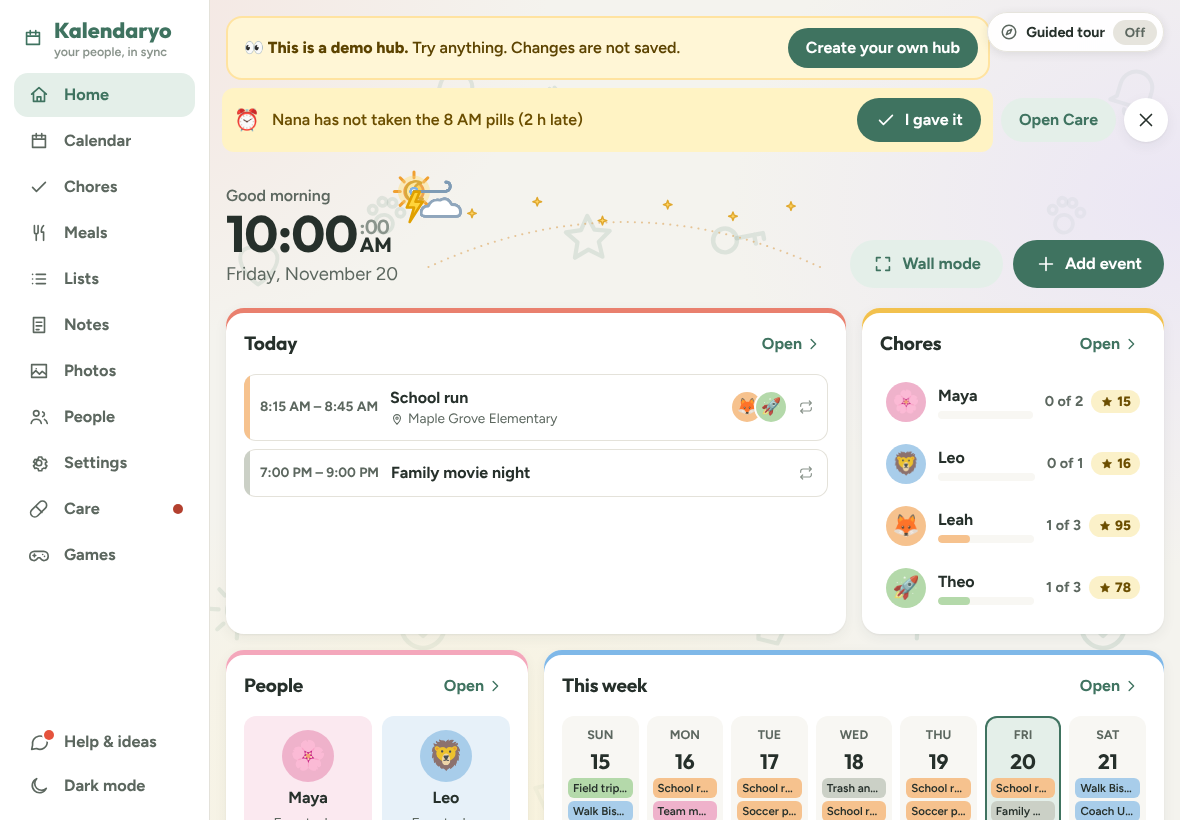 Kalendaryo
your people, in sync
Home
Calendar
Chores
Meals
Lists
Notes
Photos
People
Settings
Care
Games
Help & ideas
Dark mode
This is a demo hub. Try anything. Changes are not saved.
Create your own hub
Guided tour
Off
Nana has not taken the 8 AM pills (2 h late)
I gave it
Open Care
Good morning
10:00:00 AM
Friday, November 20
Wall mode
Add event
Today
Open
8:15 AM – 8:45 AM
School run
Maple Grove Elementary
7:00 PM – 9:00 PM
Family movie night
Chores
Open
Maya
0 of 2
15
Leo
0 of 1
16
Leah
1 of 3
95
Theo
1 of 3
78
People
Open
Maya
Leo
This week
Open
SUN
15
Field trip...
Walk Bis...
MON
16
School r...
Team m...
TUE
17
School r...
Soccer p...
WED
18
Trash an...
School r...
THU
19
School r...
Soccer p...
FRI
20
School r...
Family ...
SAT
21
Walk Bis...
Coach U...